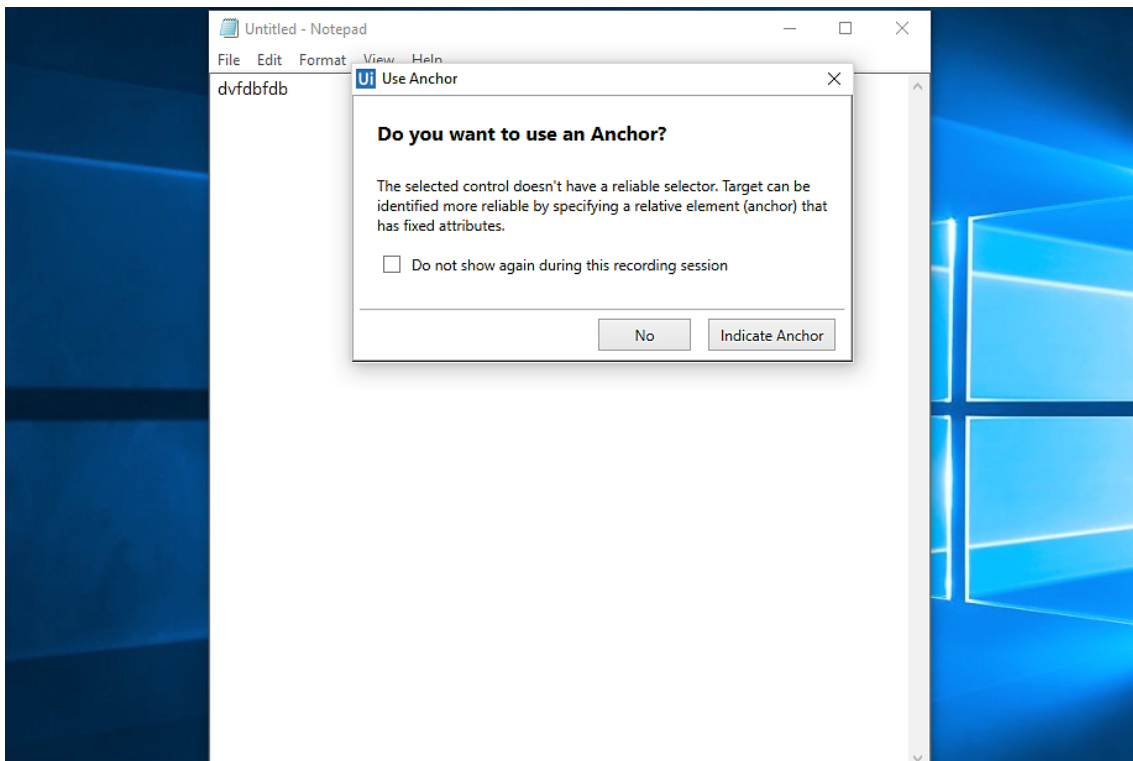 Untitled - Notepad
File Edit Format View Help
dvfdbfdb
Ui Use Anchor
Do you want to use an Anchor?
The selected control doesn't have a reliable selector. Target can be
identified more reliable by specifying a relative element (anchor) that
has fixed attributes.
Do not show again during this recording session
No Indicate Anchor